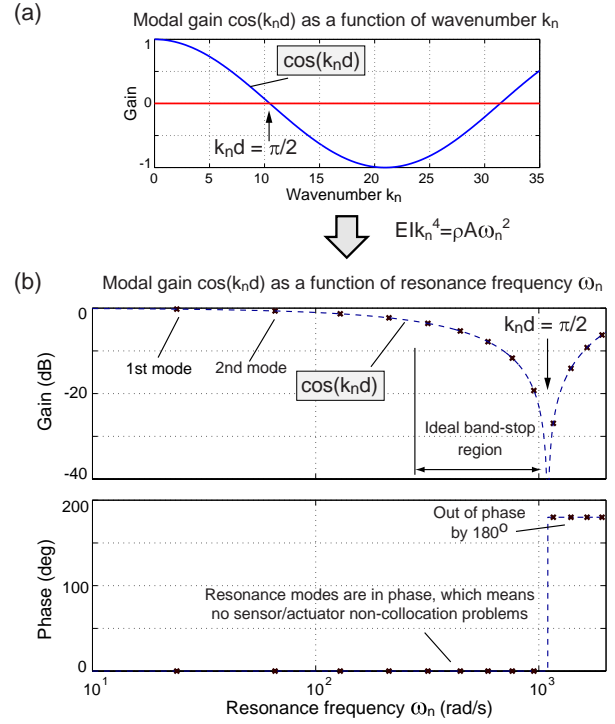 (a)
Modal gain cos(kₙd) as a function of wavenumber kₙ
1
0
-1
Gain
cos(kₙd)
kₙd = π/2
0 5 10 15 20 25 30 35
Wavenumber kₙ
EIkₙ⁴=ρAωₙ²
(b)
Modal gain cos(kₙd) as a function of resonance frequency ωₙ
0
-20
-40
Gain (dB)
1st mode
2nd mode
cos(kₙd)
kₙd = π/2
Ideal band-stop
region
200
100
0
Phase (deg)
Out of phase
by 180º
Resonance modes are in phase, which means
no sensor/actuator non-collocation problems
10¹ 10² 10³
Resonance frequency ωₙ (rad/s)